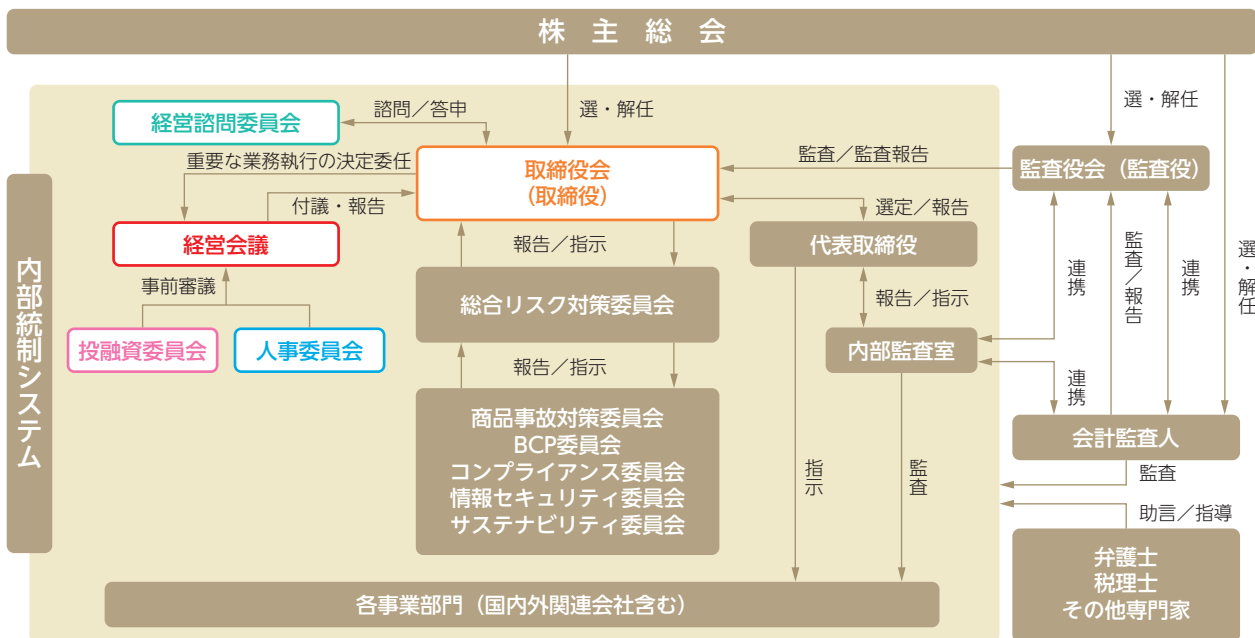 株主総会
選・解任
選・解任
選・解任
内部統制システム
経営諮問委員会
諮問／答申
重要な業務執行の決定委任
取締役会
（取締役）
監査／監査報告
監査役会（監査役）
付議・報告
選定／報告
経営会議
報告／指示
代表取締役
事前審議
総合リスク対策委員会
報告／指示
連携
監査／報告
連携
投融資委員会
人事委員会
内部監査室
報告／指示
連携
商品事故対策委員会
BCP委員会
コンプライアンス委員会
情報セキュリティ委員会
サステナビリティ委員会
指示
監査
会計監査人
監査
助言／指導
弁護士
税理士
その他専門家
各事業部門（国内外関連会社含む）